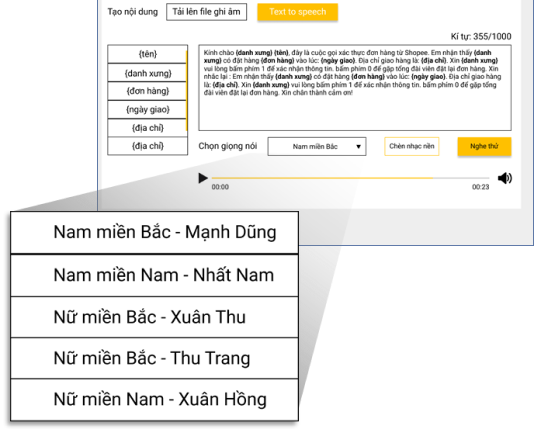 Tạo nội dung
Tải lên file ghi âm
Text to speech
Kí tự: 355/1000
{tên}
{danh xưng}
{đơn hàng}
{ngày giao}
{địa chỉ}
{địa chỉ}
Kính chào {danh xưng} {tên}, đây là cuộc gọi xác thực đơn hàng từ Shopee. Em nhận thấy {danh
xưng} có đặt hàng {đơn hàng} vào lúc: {ngày giao}. Địa chỉ giao hàng là: {địa chỉ}. Xin {danh xưng}
vui lòng bấm phím 1 để xác nhận thông tin. bấm phím 0 để gặp tổng đài viên đặt lại đơn hàng. Xin
nhắc lại : Em nhận thấy {danh xưng} có đặt hàng {đơn hàng} vào lúc: {ngày giao}. Địa chỉ giao hàng
là: {địa chỉ}. Xin {danh xưng} vui lòng bấm phím 1 để xác nhận thông tin. bấm phím 0 để gặp tổng
đài viên đặt lại đơn hàng. Xin chân thành cảm ơn!
Chọn giọng nói
Nam miền Bắc
Chèn nhạc nền
Nghe thử
00:00
00:23
Nam miền Bắc - Mạnh Dũng
Nam miền Nam - Nhất Nam
Nữ miền Bắc - Xuân Thu
Nữ miền Bắc - Thu Trang
Nữ miền Nam - Xuân Hồng